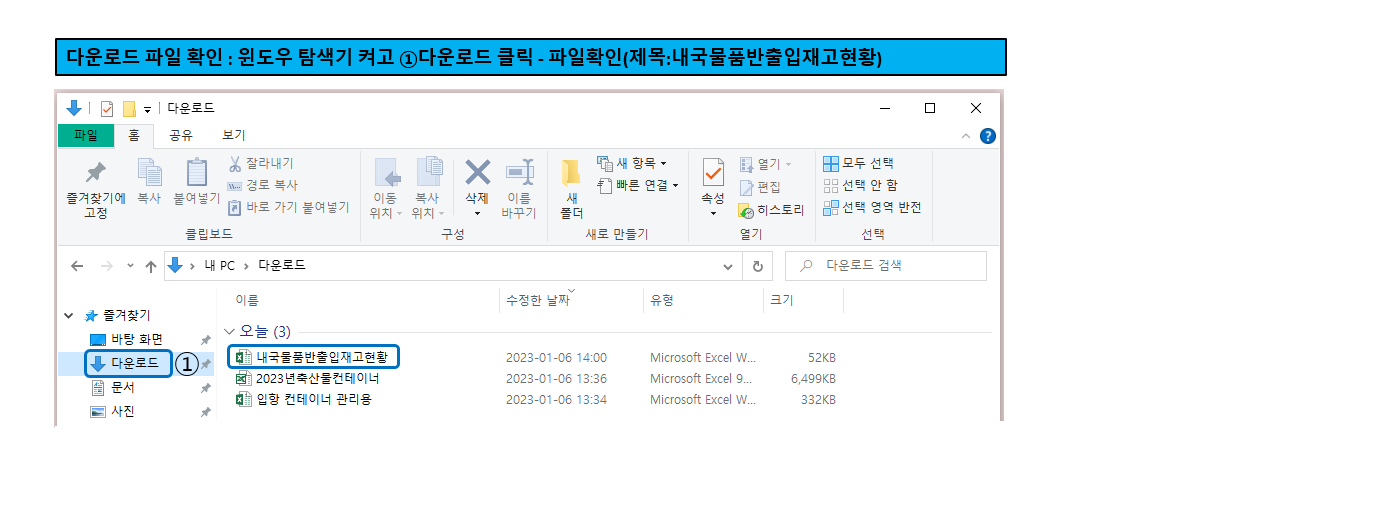 다운로드 파일 확인 : 윈도우 탐색기 켜고 ①다운로드 클릭 - 파일확인(제목:내국물품반출입재고현황)
다운로드
파일 홈 공유 보기
즐겨찾기에 고정
복사
붙여넣기
잘라내기
경로 복사
바로 가기 붙여넣기
클립보드
이동 위치
복사 위치
삭제
이름 바꾸기
구성
새 폴더
새 항목
빠른 연결
새로 만들기
속성
열기
편집
히스토리
열기
모두 선택
선택 안 함
선택 영역 반전
선택
내 PC > 다운로드
다운로드 검색
즐겨찾기
바탕 화면
다운로드 ①
문서
사진
이름 수정한 날짜 유형 크기
오늘 (3)
내국물품반출입재고현황 2023-01-06 14:00 Microsoft Excel W... 52KB
2023년축산물컨테이너 2023-01-06 13:36 Microsoft Excel 9... 6,499KB
입항 컨테이너 관리용 2023-01-06 13:34 Microsoft Excel W... 332KB